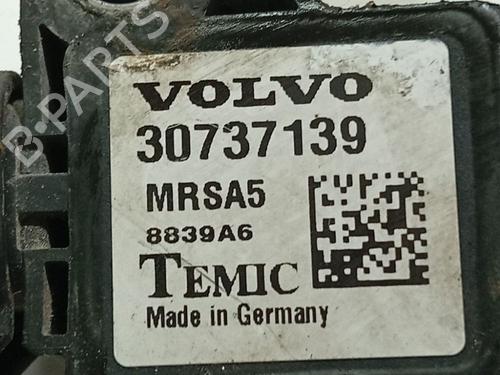 B-PARTS
VOLVO
30737139
MRSA5
8839A6
TEMIC
Made in Germany